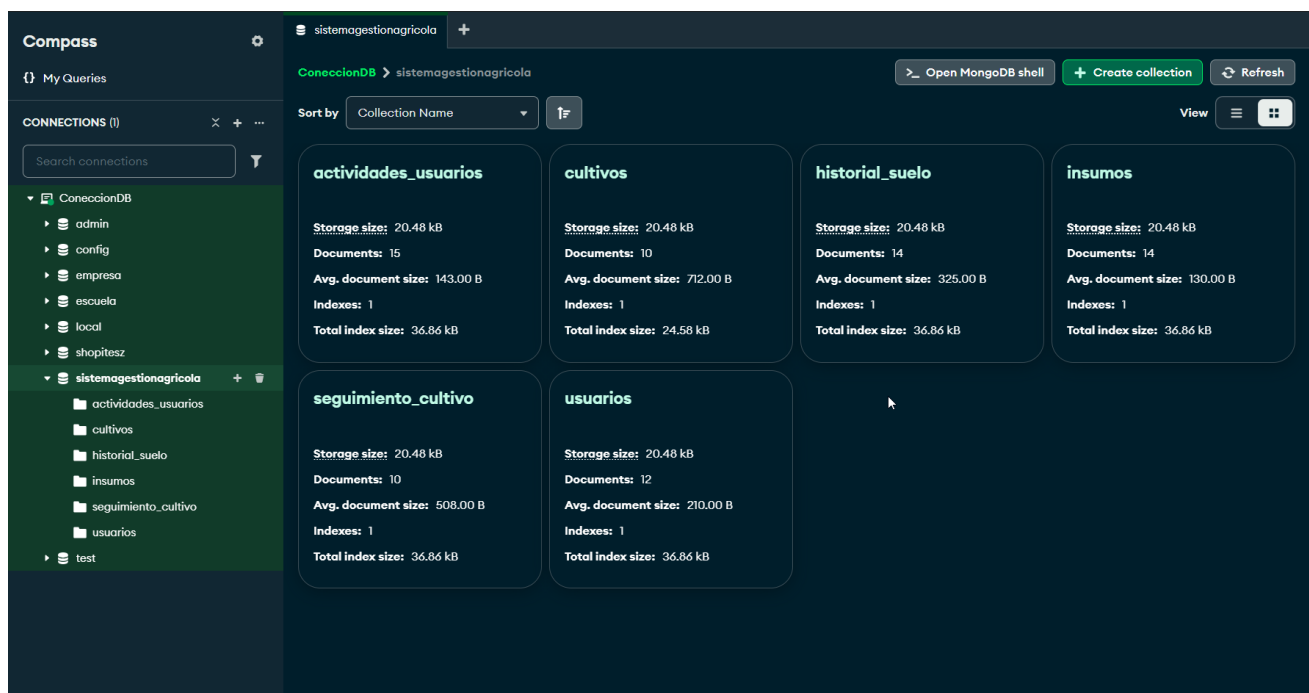 Compass
{} My Queries
CONNECTIONS (1)
Search connections
ConeccionDB
admin
config
empresa
escuela
local
shopitesz
sistemagestionagricola
actividades_usuarios
cultivos
historial_suelo
insumos
seguimiento_cultivo
usuarios
test
sistemagestionagricola
ConeccionDB > sistemagestionagricola
>_ Open MongoDB shell
+ Create collection
Refresh
Sort by Collection Name
View
actividades_usuarios
Storage size: 20.48 kB
Documents: 15
Avg. document size: 143.00 B
Indexes: 1
Total index size: 36.86 kB
cultivos
Storage size: 20.48 kB
Documents: 10
Avg. document size: 712.00 B
Indexes: 1
Total index size: 24.58 kB
historial_suelo
Storage size: 20.48 kB
Documents: 14
Avg. document size: 325.00 B
Indexes: 1
Total index size: 36.86 kB
insumos
Storage size: 20.48 kB
Documents: 14
Avg. document size: 130.00 B
Indexes: 1
Total index size: 36.86 kB
seguimiento_cultivo
Storage size: 20.48 kB
Documents: 10
Avg. document size: 508.00 B
Indexes: 1
Total index size: 36.86 kB
usuarios
Storage size: 20.48 kB
Documents: 12
Avg. document size: 210.00 B
Indexes: 1
Total index size: 36.86 kB